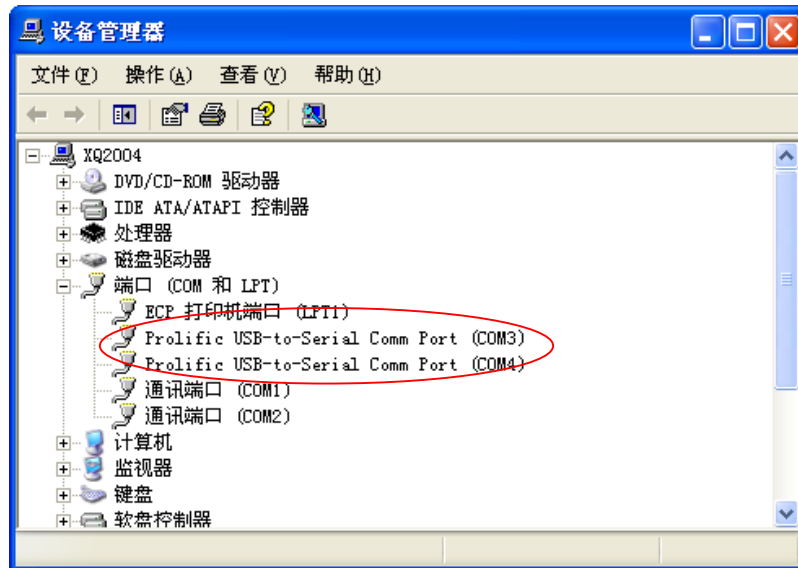 设备管理器
文件(F) 操作(A) 查看(V) 帮助(H)
XQ2004
DVD/CD-ROM 驱动器
IDE ATA/ATAPI 控制器
处理器
磁盘驱动器
端口 (COM 和 LPT)
ECP 打印机端口 (LPT1)
Prolific USB-to-Serial Comm Port (COM3)
Prolific USB-to-Serial Comm Port (COM4)
通讯端口 (COM1)
通讯端口 (COM2)
计算机
监视器
键盘
软盘控制器